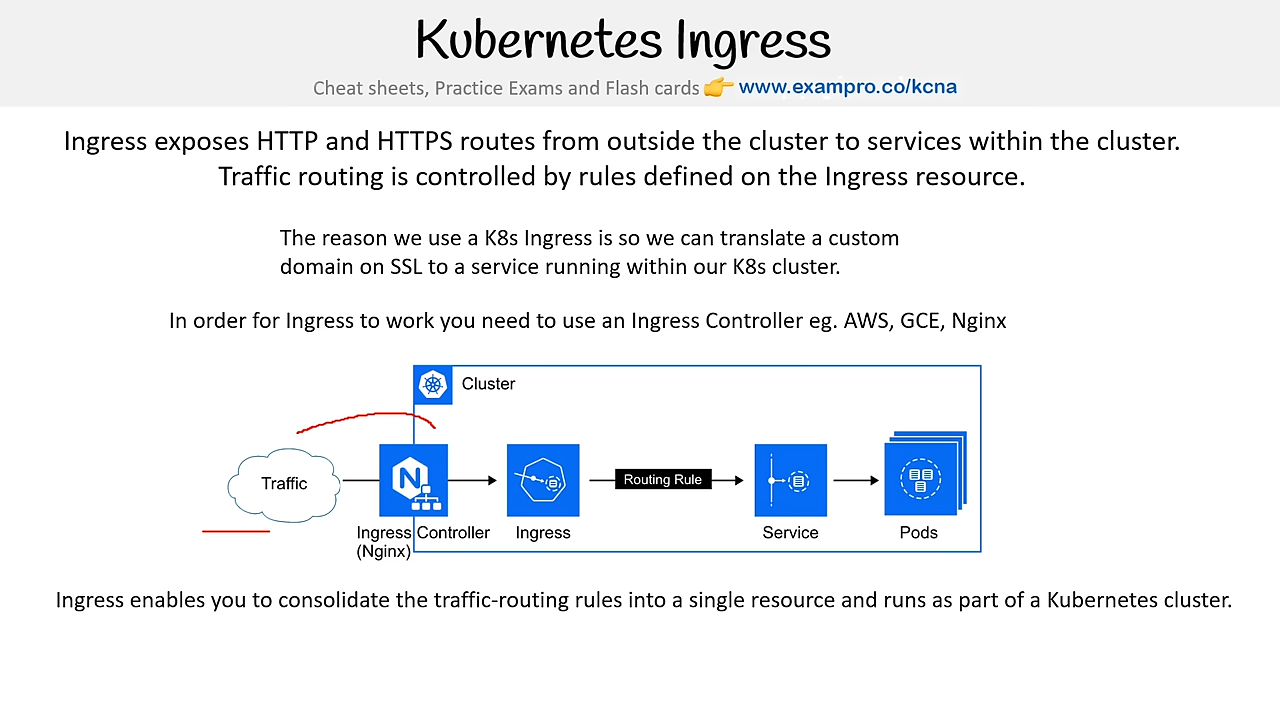 Kubernetes Ingress
Cheat sheets, Practice Exams and Flash cards 👉 www.exampro.co/kcna
Ingress exposes HTTP and HTTPS routes from outside the cluster to services within the cluster.
Traffic routing is controlled by rules defined on the Ingress resource.
The reason we use a K8s Ingress is so we can translate a custom
domain on SSL to a service running within our K8s cluster.
In order for Ingress to work you need to use an Ingress Controller eg. AWS, GCE, Nginx
Cluster
Traffic
N
Routing Rule
Ingress Controller
(Nginx)
Ingress
Service
Pods
Ingress enables you to consolidate the traffic-routing rules into a single resource and runs as part of a Kubernetes cluster.